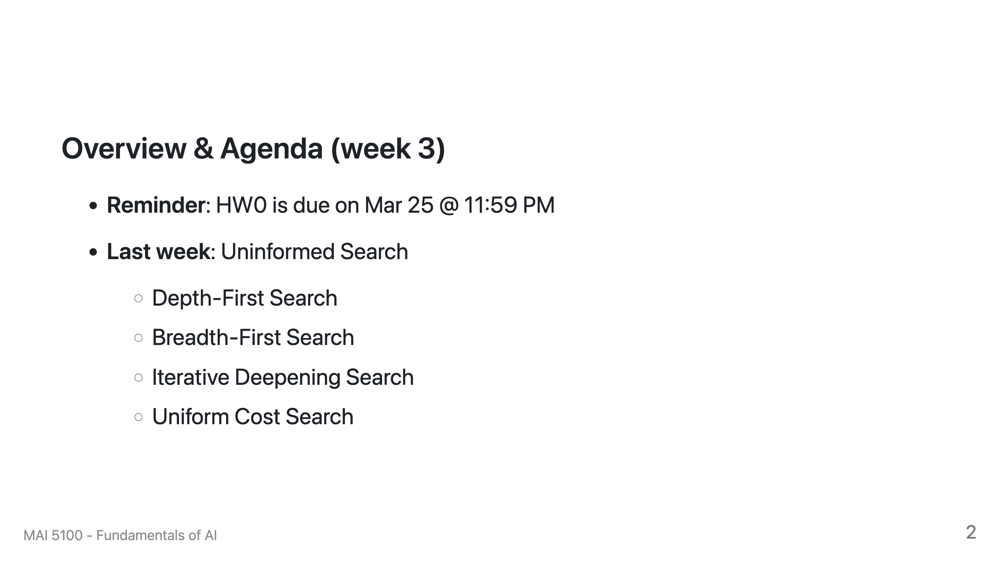 Overview & Agenda (week 3)
• Reminder: HW0 is due on Mar 25 @ 11:59 PM
• Last week: Uninformed Search
○ Depth-First Search
○ Breadth-First Search
○ Iterative Deepening Search
○ Uniform Cost Search
MAI 5100 - Fundamentals of AI
2